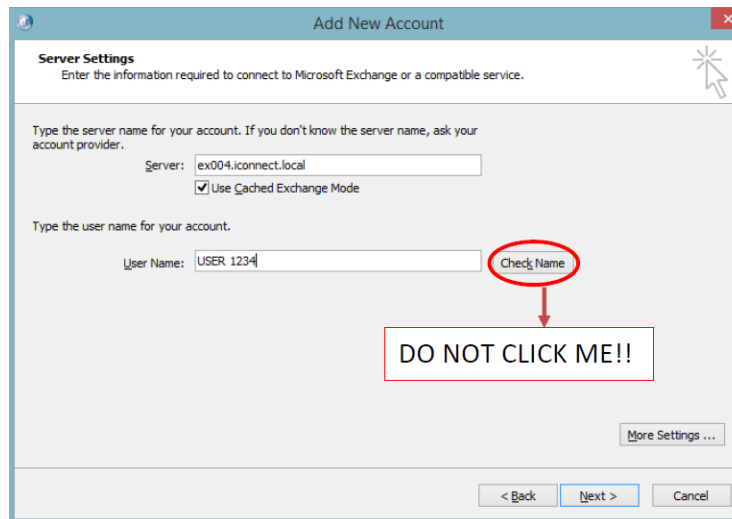 Add New Account
Server Settings
Enter the information required to connect to Microsoft Exchange or a compatible service.
Type the server name for your account. If you don't know the server name, ask your
account provider.
Server: ex004.iconnect.local
Use Cached Exchange Mode
Type the user name for your account.
User Name: USER 1234 Check Name
DO NOT CLICK ME!!
More Settings ...
< Back Next > Cancel